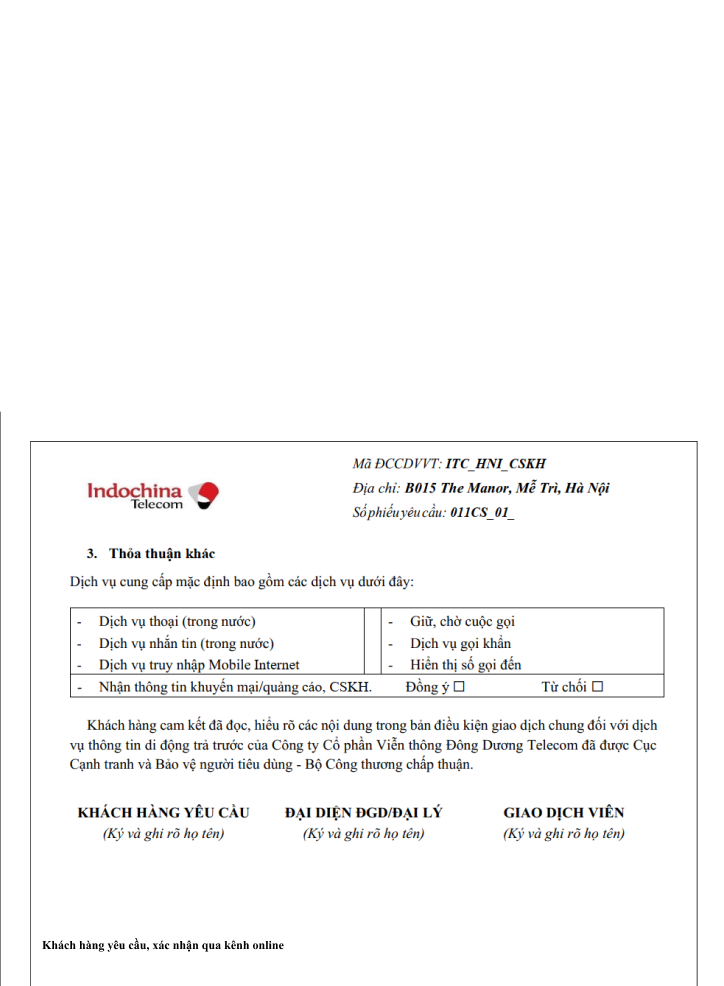 Indochina
Telecom
Mã ĐCCDVVT: ITC_HNI_CSKH
Địa chỉ: B015 The Manor, Mễ Trì, Hà Nội
Số phiếu yêu cầu: 011CS_01_
3. Thỏa thuận khác
Dịch vụ cung cấp mặc định bao gồm các dịch vụ dưới đây:
- Dịch vụ thoại (trong nước)
- Dịch vụ nhắn tin (trong nước)
- Dịch vụ truy nhập Mobile Internet
- Giữ, chờ cuộc gọi
- Dịch vụ gọi khẩn
- Hiển thị số gọi đến
- Nhận thông tin khuyến mại/quảng cáo, CSKH. Đồng ý ☐ Từ chối ☐
Khách hàng cam kết đã đọc, hiểu rõ các nội dung trong bản điều kiện giao dịch chung đối với dịch
vụ thông tin di động trả trước của Công ty Cổ phần Viễn thông Đông Dương Telecom đã được Cục
Cạnh tranh và Bảo vệ người tiêu dùng - Bộ Công thương chấp thuận.
KHÁCH HÀNG YÊU CẦU ĐẠI DIỆN ĐGD/ĐẠI LÝ GIAO DỊCH VIÊN
(Ký và ghi rõ họ tên) (Ký và ghi rõ họ tên) (Ký và ghi rõ họ tên)
Khách hàng yêu cầu, xác nhận qua kênh online